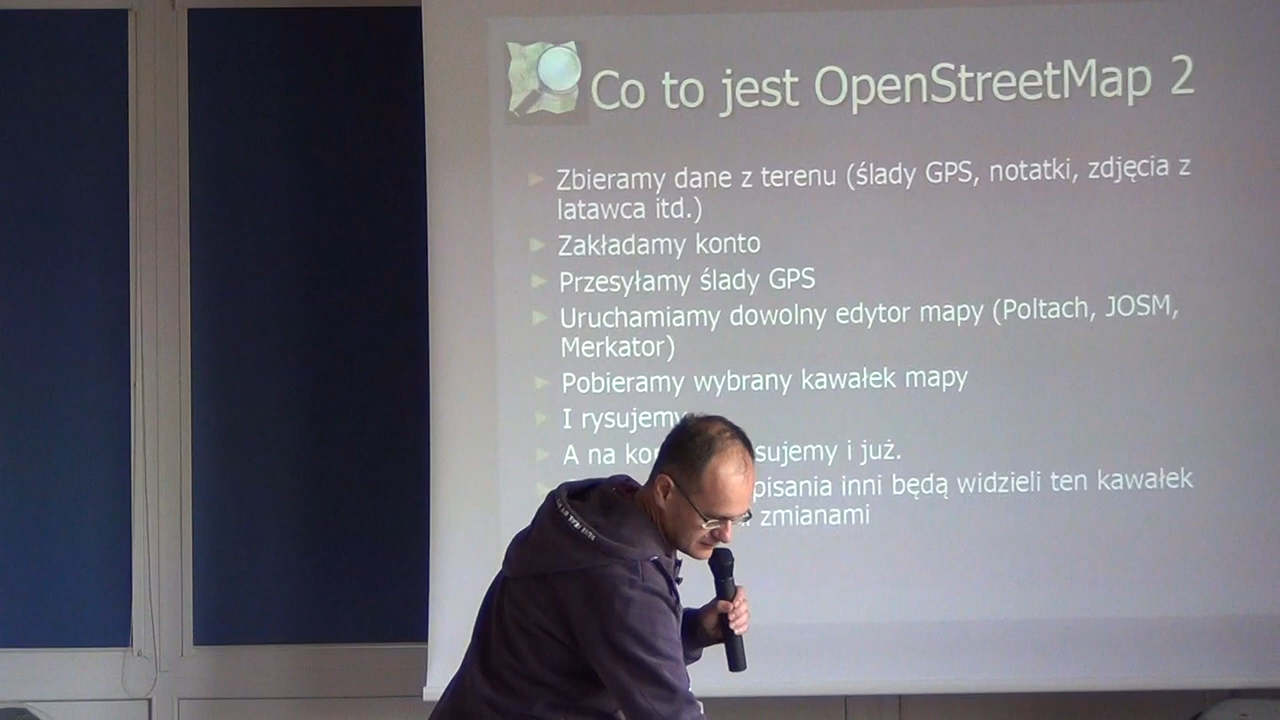 Co to jest OpenStreetMap 2
Zbieramy dane z terenu (ślady GPS, notatki, zdjęcia z
latawca itd.)
Zakładamy konto
Przesyłamy ślady GPS
Uruchamiamy dowolny edytor mapy (Poltach, JOSM,
Merkator)
Pobieramy wybrany kawałek mapy
I rysujemy
A na sujemy i już.
pisania inni będą widzieli ten kawałek
zmianami